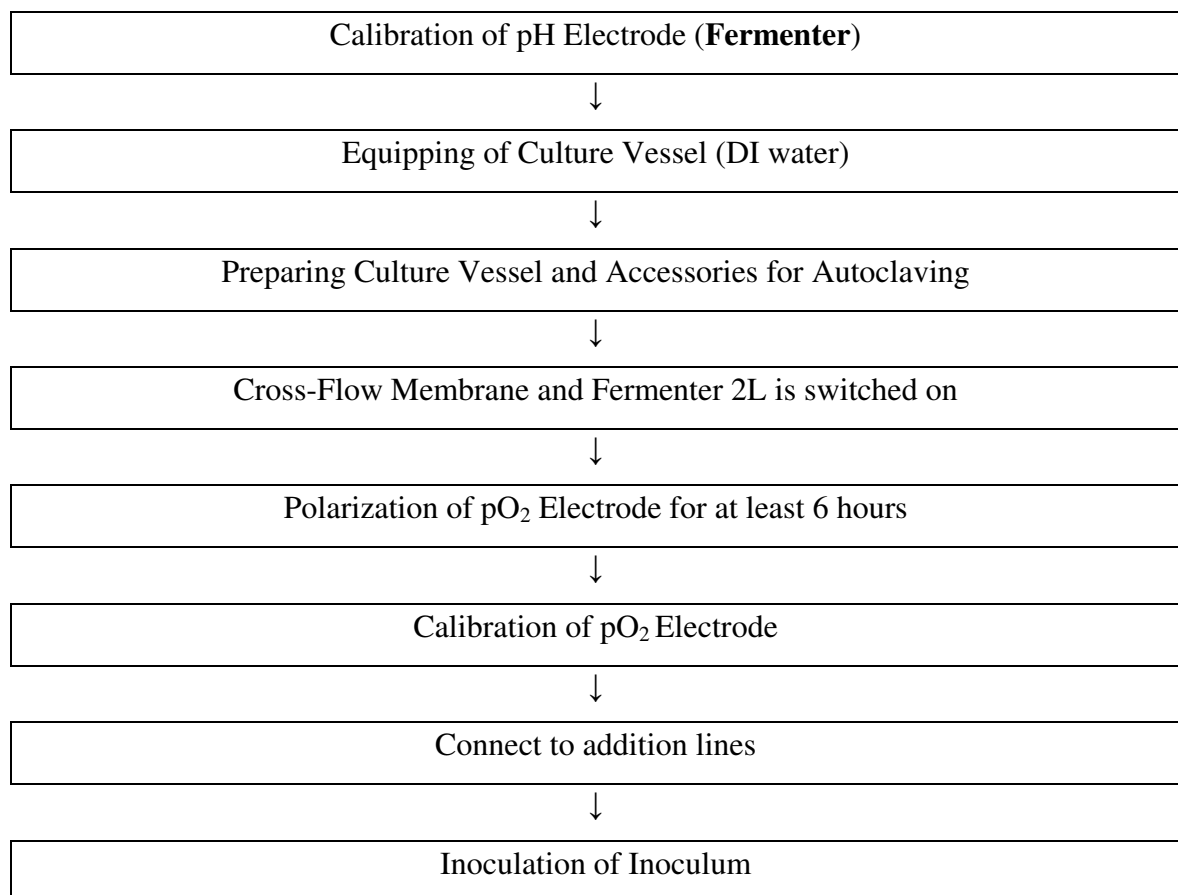 Calibration of pH Electrode (Fermenter)
↓
Equipping of Culture Vessel (DI water)
↓
Preparing Culture Vessel and Accessories for Autoclaving
↓
Cross-Flow Membrane and Fermenter 2L is switched on
↓
Polarization of pO₂ Electrode for at least 6 hours
↓
Calibration of pO₂ Electrode
↓
Connect to addition lines
↓
Inoculation of Inoculum